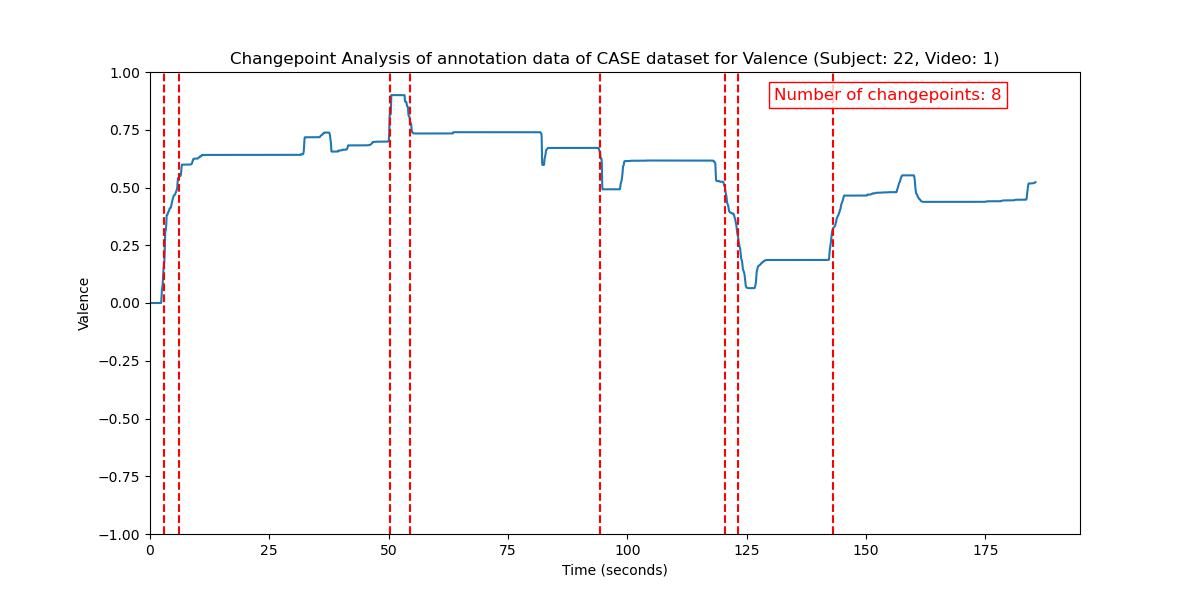 Changepoint Analysis of annotation data of CASE dataset for Valence (Subject: 22, Video: 1)
Number of changepoints: 8
1.00
0.75
0.50
0.25
0.00
−0.25
−0.50
−0.75
−1.00
Valence
0 25 50 75 100 125 150 175
Time (seconds)